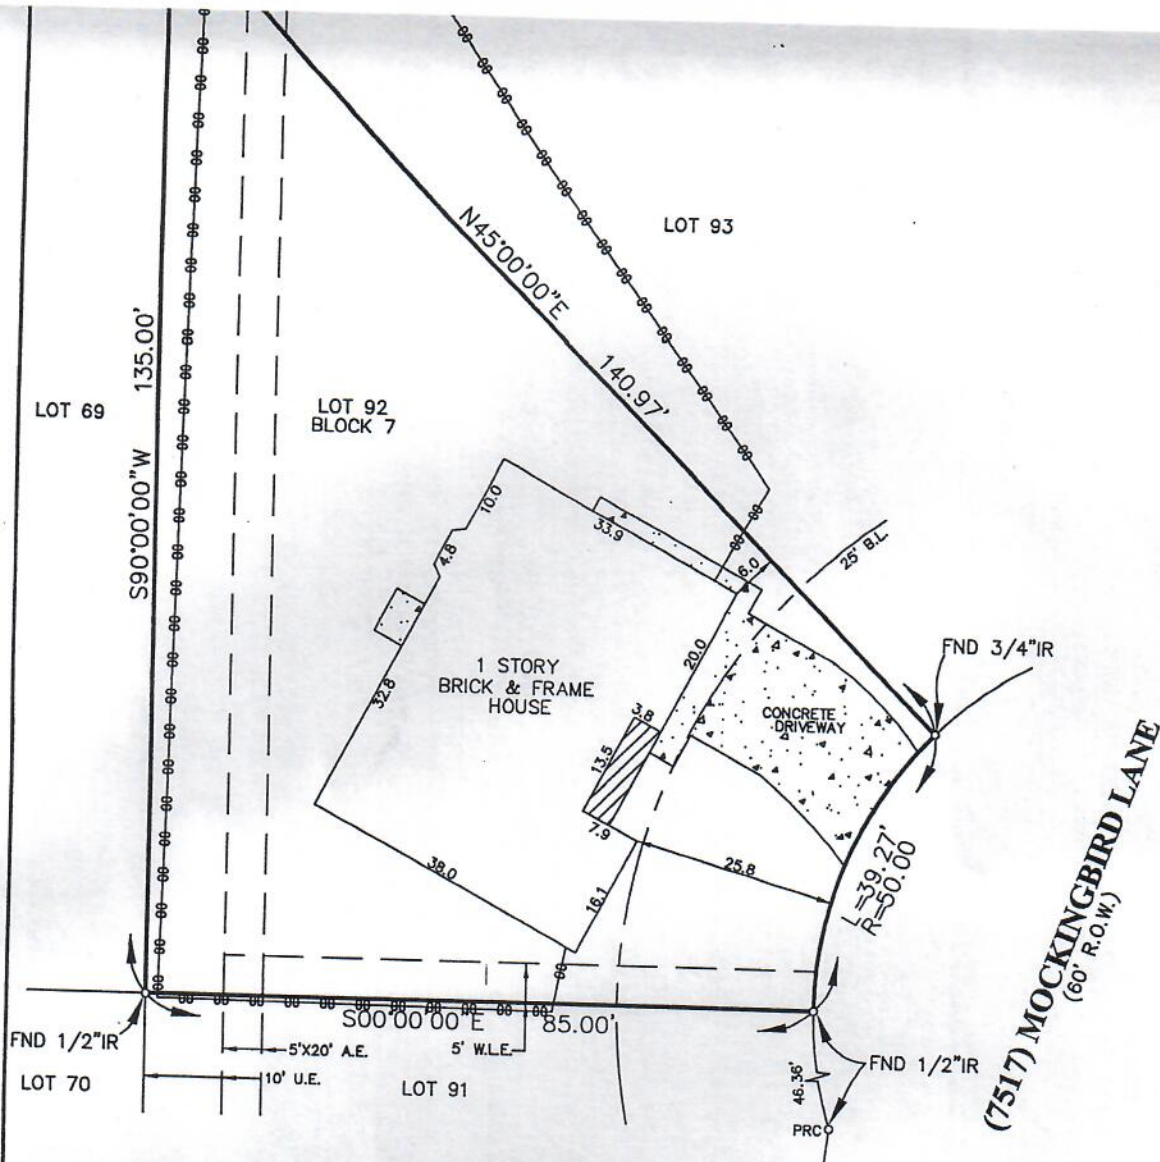 LOT 93
N45°00'00"E
140.97'
S90°00'00"W
135.00'
LOT 69
LOT 92
BLOCK 7
10.0
4.8
33.9
6.0
25' B.L.
FND 3/4"IR
1 STORY
BRICK & FRAME
HOUSE
20.0
32.8
3.8
13.5
7.9
CONCRETE
DRIVEWAY
38.0
16.1
25.8
L=39.27'
R=50.00
(7517) MOCKINGBIRD LANE
(60' R.O.W.)
S00°00'00"E
85.00'
FND 1/2"IR
5'X20' A.E.
5' W.L.E.
LOT 70
10' U.E.
LOT 91
46.36'
FND 1/2"IR
PRC